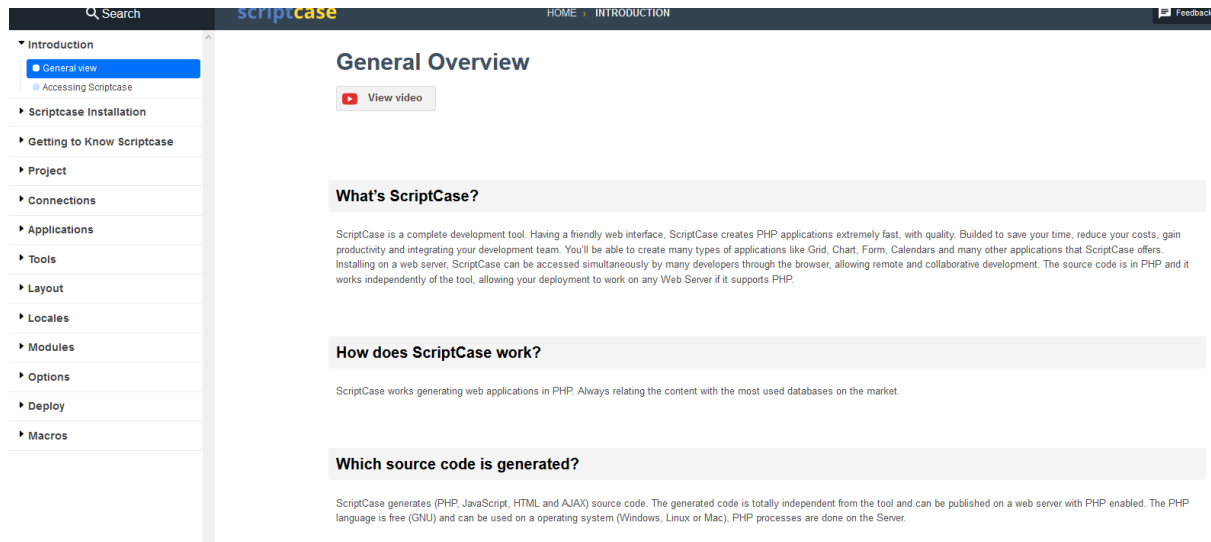 Search
scriptcase
HOME › INTRODUCTION
Feedback
Introduction
General view
Accessing Scriptcase
Scriptcase Installation
Getting to Know Scriptcase
Project
Connections
Applications
Tools
Layout
Locales
Modules
Options
Deploy
Macros
General Overview
View video
What’s ScriptCase?
ScriptCase is a complete development tool. Having a friendly web interface, ScriptCase creates PHP applications extremely fast, with quality. Builded to save your time, reduce your costs, gain
productivity and integrating your development team. You’ll be able to create many types of applications like Grid, Chart, Form, Calendars and many other applications that ScriptCase offers.
Installing on a web server, ScriptCase can be accessed simultaneously by many developers through the browser, allowing remote and collaborative development. The source code is in PHP and it
works independently of the tool, allowing your deployment to work on any Web Server if it supports PHP.
How does ScriptCase work?
ScriptCase works generating web applications in PHP. Always relating the content with the most used databases on the market.
Which source code is generated?
ScriptCase generates (PHP, JavaScript, HTML and AJAX) source code. The generated code is totally independent from the tool and can be published on a web server with PHP enabled. The PHP
language is free (GNU) and can be used on a operating system (Windows, Linux or Mac), PHP processes are done on the Server.